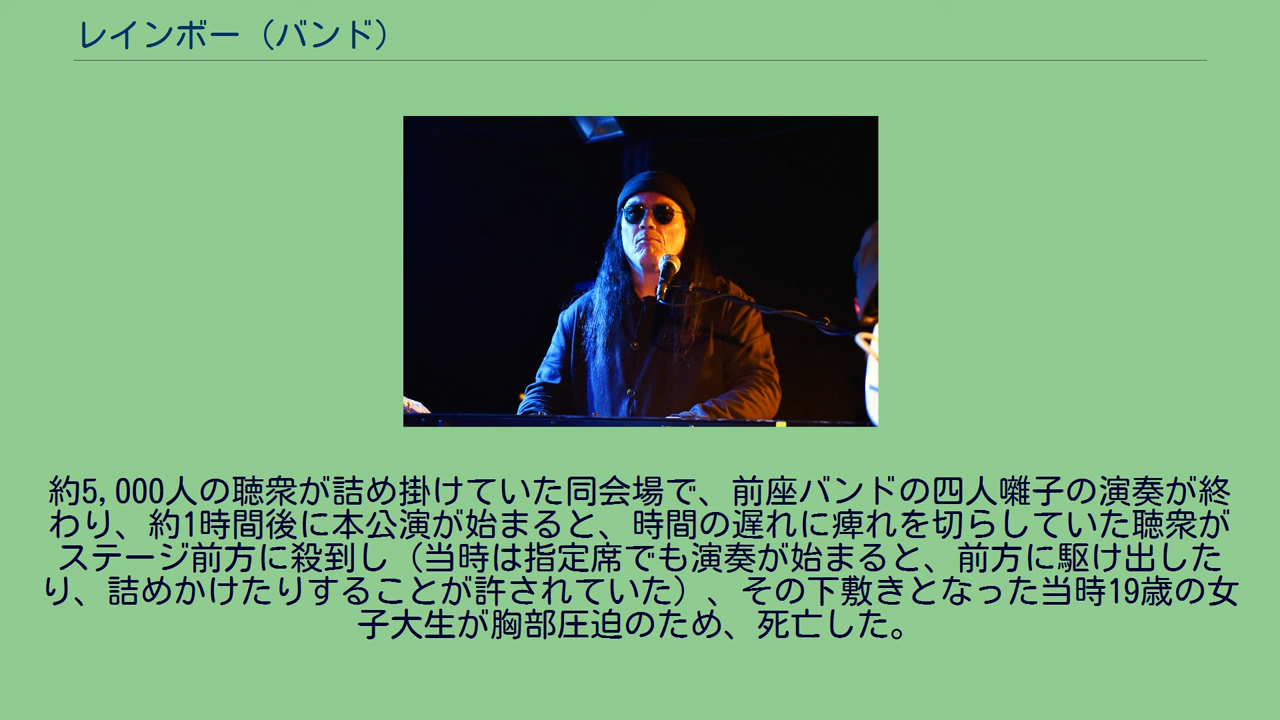 レインボー（バンド）
約5,000人の聴衆が詰め掛けていた同会場で、前座バンドの四人囃子の演奏が終
わり、約1時間後に本公演が始まると、時間の遅れに痺れを切らしていた聴衆が
ステージ前方に殺到し（当時は指定席でも演奏が始まると、前方に駆け出した
り、詰めかけたりすることが許されていた）、その下敷きとなった当時19歳の女
子大生が胸部圧迫のため、死亡した。